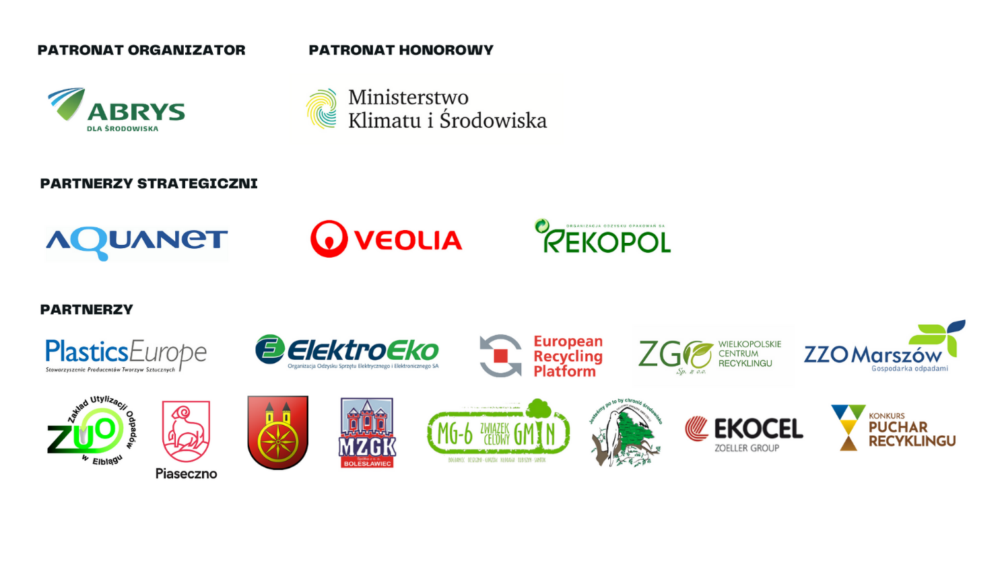 PATRONAT ORGANIZATOR
PATRONAT HONOROWY
ABRYS
DLA ŚRODOWISKA
Ministerstwo
Klimatu i Środowiska
PARTNERZY STRATEGICZNI
AQUANET
VEOLIA
ORGANIZACJA ODZYSKU OPAKOWAŃ SA
REKOPOL
PARTNERZY
PlasticsEurope
Stowarzyszenie Producentów Tworzyw Sztucznych
ElektroEko
Organizacja Odzysku Sprzętu Elektrycznego i Elektronicznego SA
European
Recycling
Platform
ZGO
Sp. z o.o.
WIELKOPOLSKIE
CENTRUM
RECYKLINGU
ZZO Marszów
Gospodarka odpadami
Zakład Utylizacji Odpadów
ZUO
w Elblągu
Piaseczno
MZGK
Spółka z o. o.
BOLESŁAWIEC
MG-6 ZWIĄZEK CELOWY GMIN
Jesteśmy po to by chronić środowisko
EKOCEL
ZOELLER GROUP
KONKURS
PUCHAR
RECYKLINGU